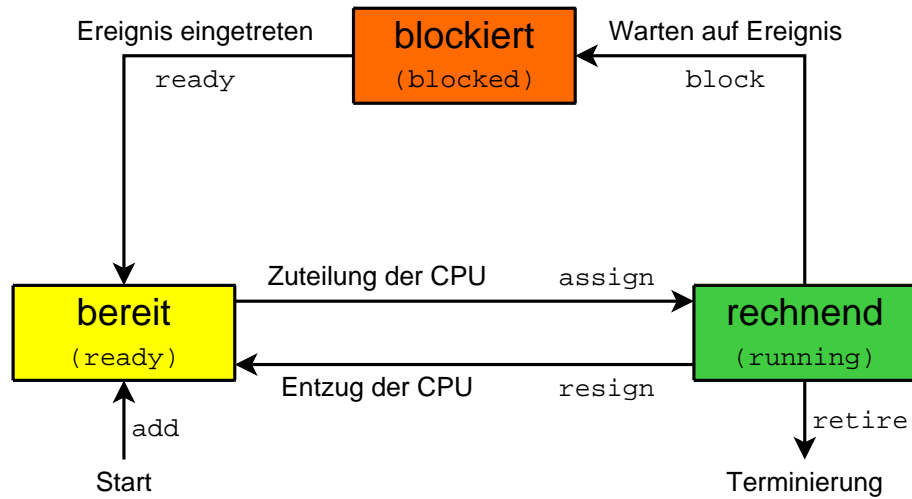 Ereignis eingetreten
ready
blockiert
(blocked)
Warten auf Ereignis
block
Zuteilung der CPU
assign
bereit
(ready)
rechnend
(running)
Entzug der CPU
resign
add
retire
Start
Terminierung